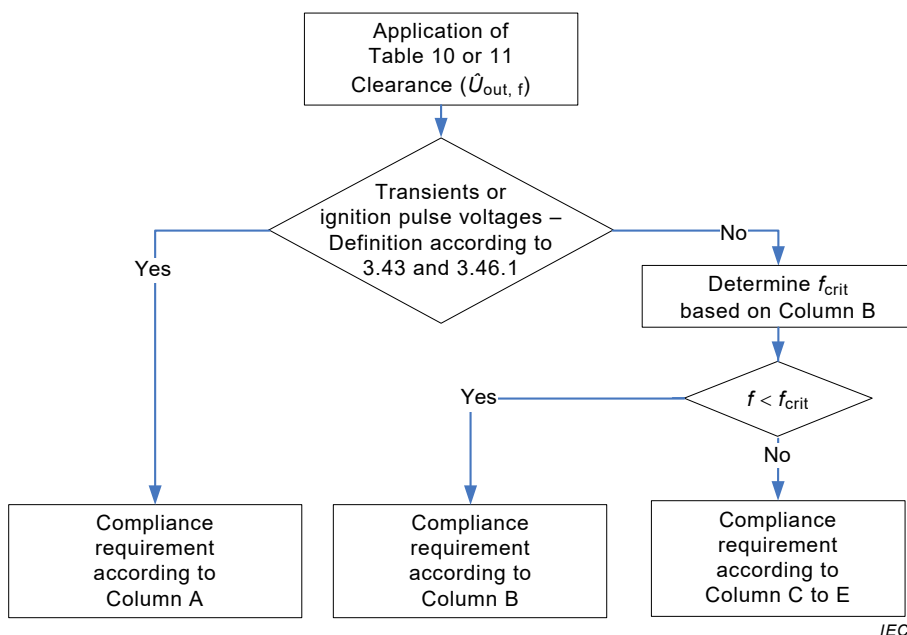 Application of
Table 10 or 11
Clearance (Ûout, f)
Transients or
ignition pulse voltages –
Definition according to
3.43 and 3.46.1
Yes
No
Determine fcrit
based on Column B
f < fcrit
Yes
No
Compliance
requirement
according to
Column A
Compliance
requirement
according to
Column B
Compliance
requirement
according to
Column C to E
IEC